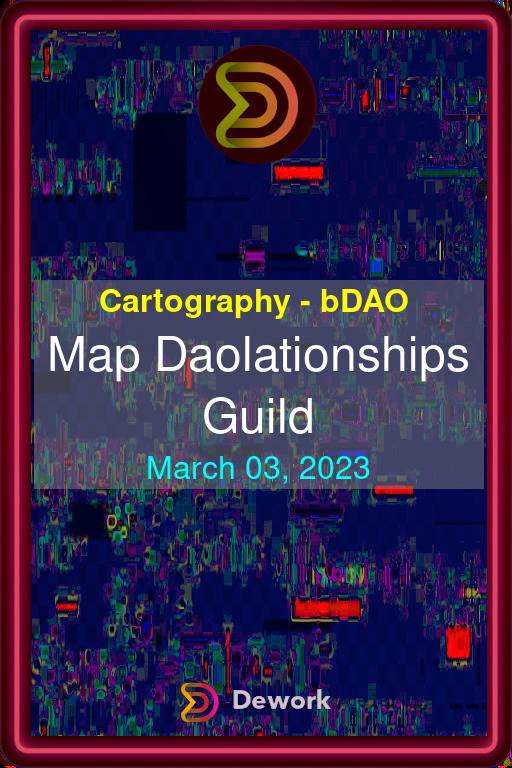 Cartography - bDAO
Map Daolationships
Guild
March 03, 2023
Dework